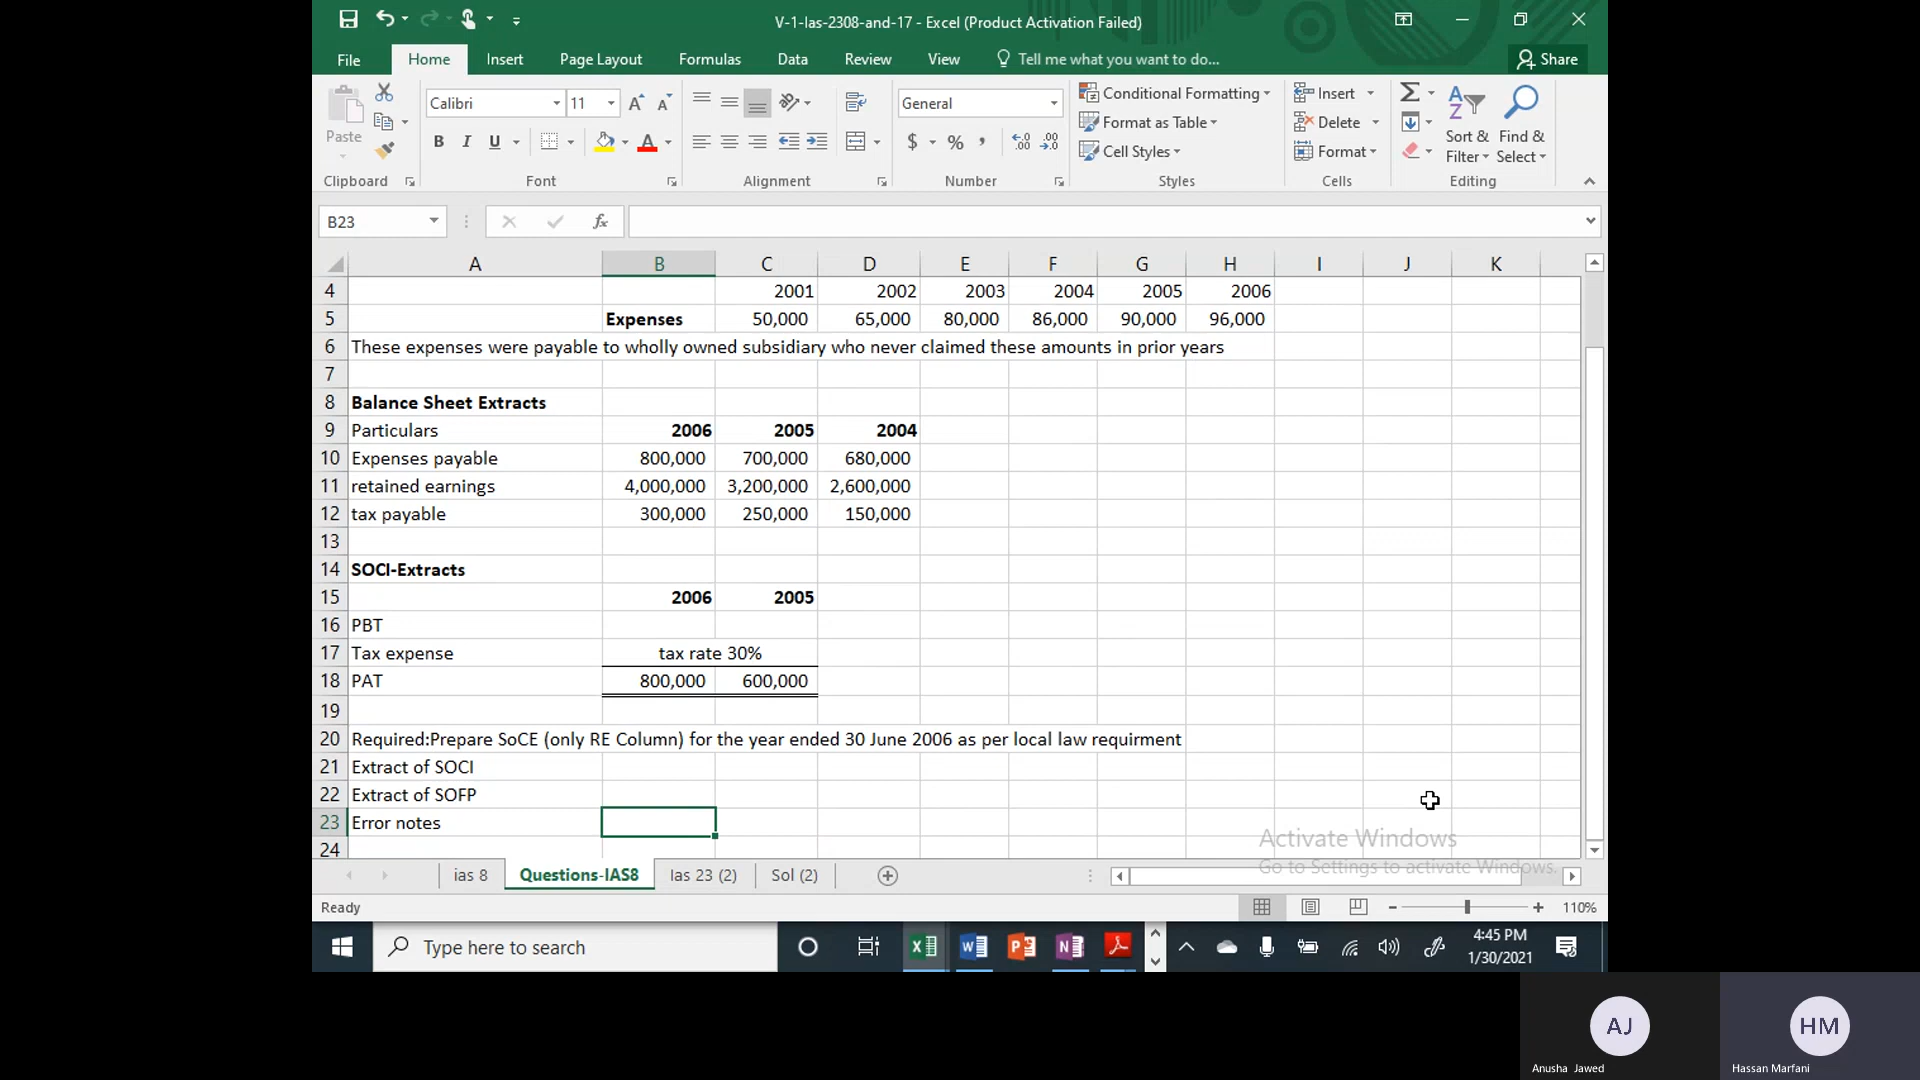 V-1-Ias-2308-and-17 - Excel (Product Activation Failed)
File Home Insert Page Layout Formulas Data Review View Tell me what you want to do... Share
Paste
Calibri 11
B I U
General
$ %
Conditional Formatting
Format as Table
Cell Styles
Insert
Delete
Format
Sort & Filter
Find & Select
Clipboard Font Alignment Number Styles Cells Editing
B23 fx
A B C D E F G H I J K
4 2001 2002 2003 2004 2005 2006
5 Expenses 50,000 65,000 80,000 86,000 90,000 96,000
6 These expenses were payable to wholly owned subsidiary who never claimed these amounts in prior years
7
8 Balance Sheet Extracts
9 Particulars 2006 2005 2004
10 Expenses payable 800,000 700,000 680,000
11 retained earnings 4,000,000 3,200,000 2,600,000
12 tax payable 300,000 250,000 150,000
13
14 SOCI-Extracts
15 2006 2005
16 PBT
17 Tax expense tax rate 30%
18 PAT 800,000 600,000
19
20 Required:Prepare SoCE (only RE Column) for the year ended 30 June 2006 as per local law requirment
21 Extract of SOCI
22 Extract of SOFP
23 Error notes
24
Activate Windows
Go to Settings to activate Windows.
ias 8 Questions-IAS8 Ias 23 (2) Sol (2)
Ready 110%
Type here to search
4:45 PM
1/30/2021
AJ HM
Anusha Jawed Hassan Marfani